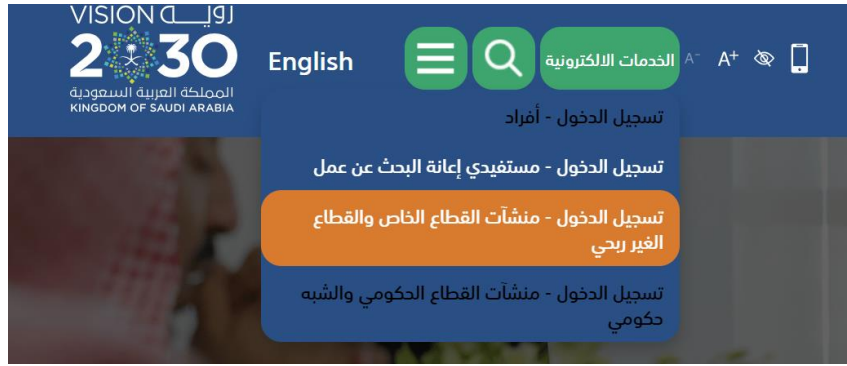 VISION رؤيــــة
2030
المملكة العربية السعودية
KINGDOM OF SAUDI ARABIA
English
الخدمات الالكترونية
A-
A+
تسجيل الدخول - أفراد
تسجيل الدخول - مستفيدي إعانة البحث عن عمل
تسجيل الدخول - منشآت القطاع الخاص والقطاع
الغير ربحي
تسجيل الدخول - منشآت القطاع الحكومي والشبه
حكومي